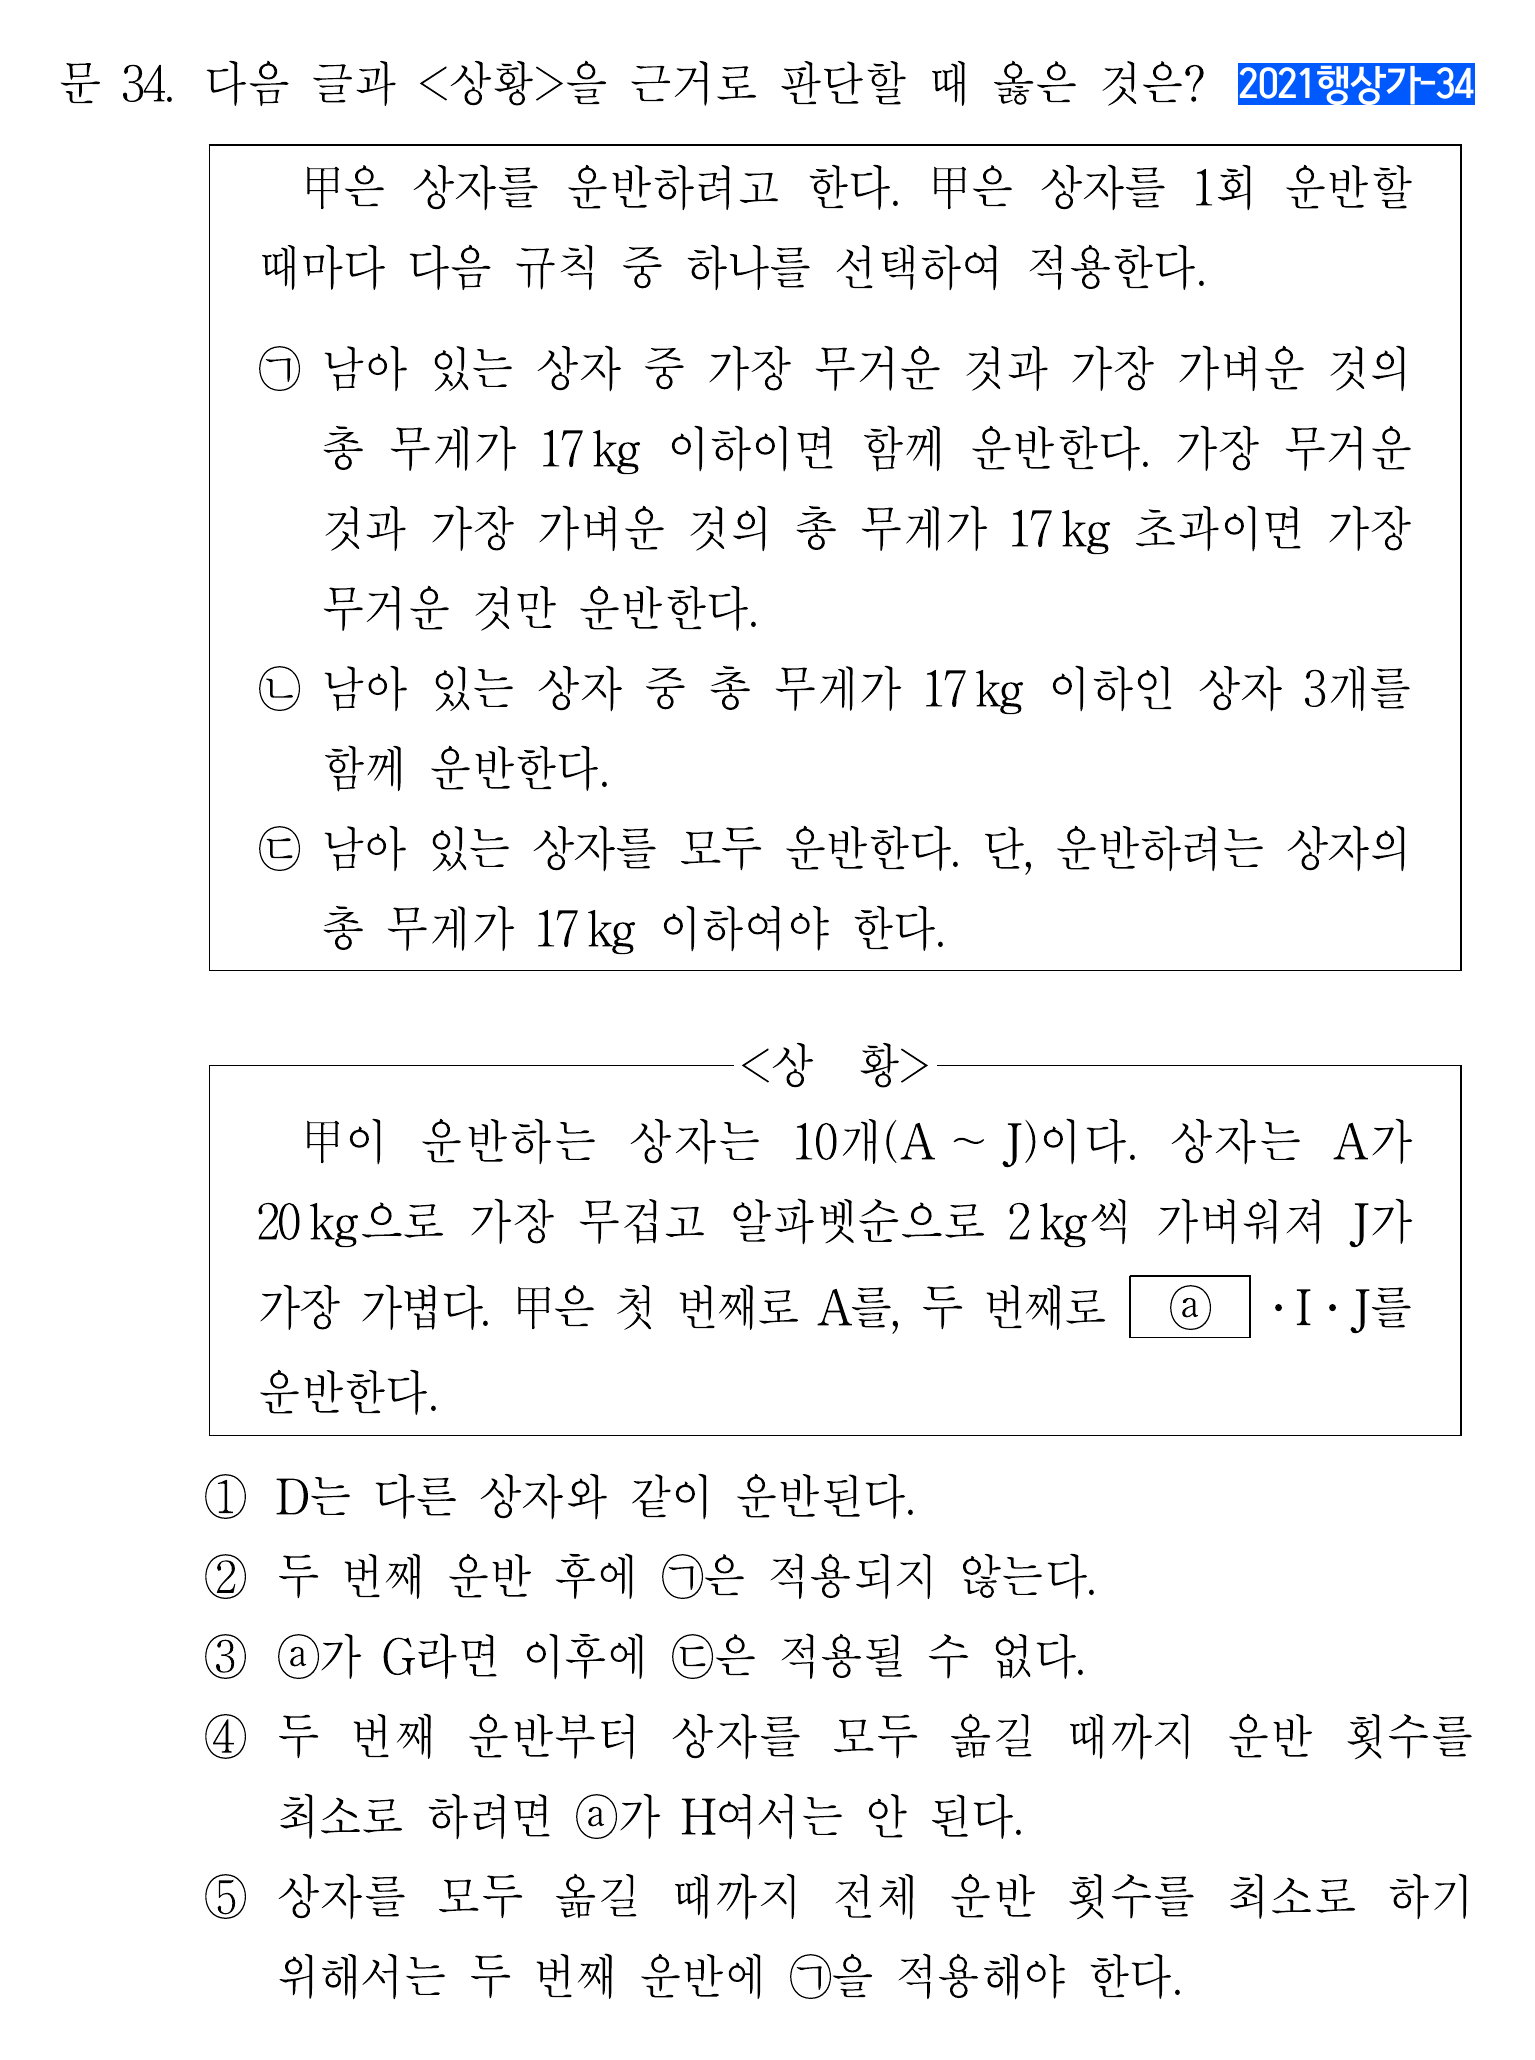 문 34. 다음 글과 <상황>을 근거로 판단할 때 옳은 것은? 2021행상가-34
甲은 상자를 운반하려고 한다. 甲은 상자를 1회 운반할
때마다 다음 규칙 중 하나를 선택하여 적용한다.
㉠ 남아 있는 상자 중 가장 무거운 것과 가장 가벼운 것의
총 무게가 17kg 이하이면 함께 운반한다. 가장 무거운
것과 가장 가벼운 것의 총 무게가 17kg 초과이면 가장
무거운 것만 운반한다.
㉡ 남아 있는 상자 중 총 무게가 17kg 이하인 상자 3개를
함께 운반한다.
㉢ 남아 있는 상자를 모두 운반한다. 단, 운반하려는 상자의
총 무게가 17kg 이하여야 한다.
<상 황>
甲이 운반하는 상자는 10개(A ~ J)이다. 상자는 A가
20kg으로 가장 무겁고 알파벳순으로 2kg씩 가벼워져 J가
가장 가볍다. 甲은 첫 번째로 A를, 두 번째로 ⓐ ·I·J를
운반한다.
① D는 다른 상자와 같이 운반된다.
② 두 번째 운반 후에 ㉠은 적용되지 않는다.
③ ⓐ가 G라면 이후에 ㉢은 적용될 수 없다.
④ 두 번째 운반부터 상자를 모두 옮길 때까지 운반 횟수를
최소로 하려면 ⓐ가 H여서는 안 된다.
⑤ 상자를 모두 옮길 때까지 전체 운반 횟수를 최소로 하기
위해서는 두 번째 운반에 ㉠을 적용해야 한다.